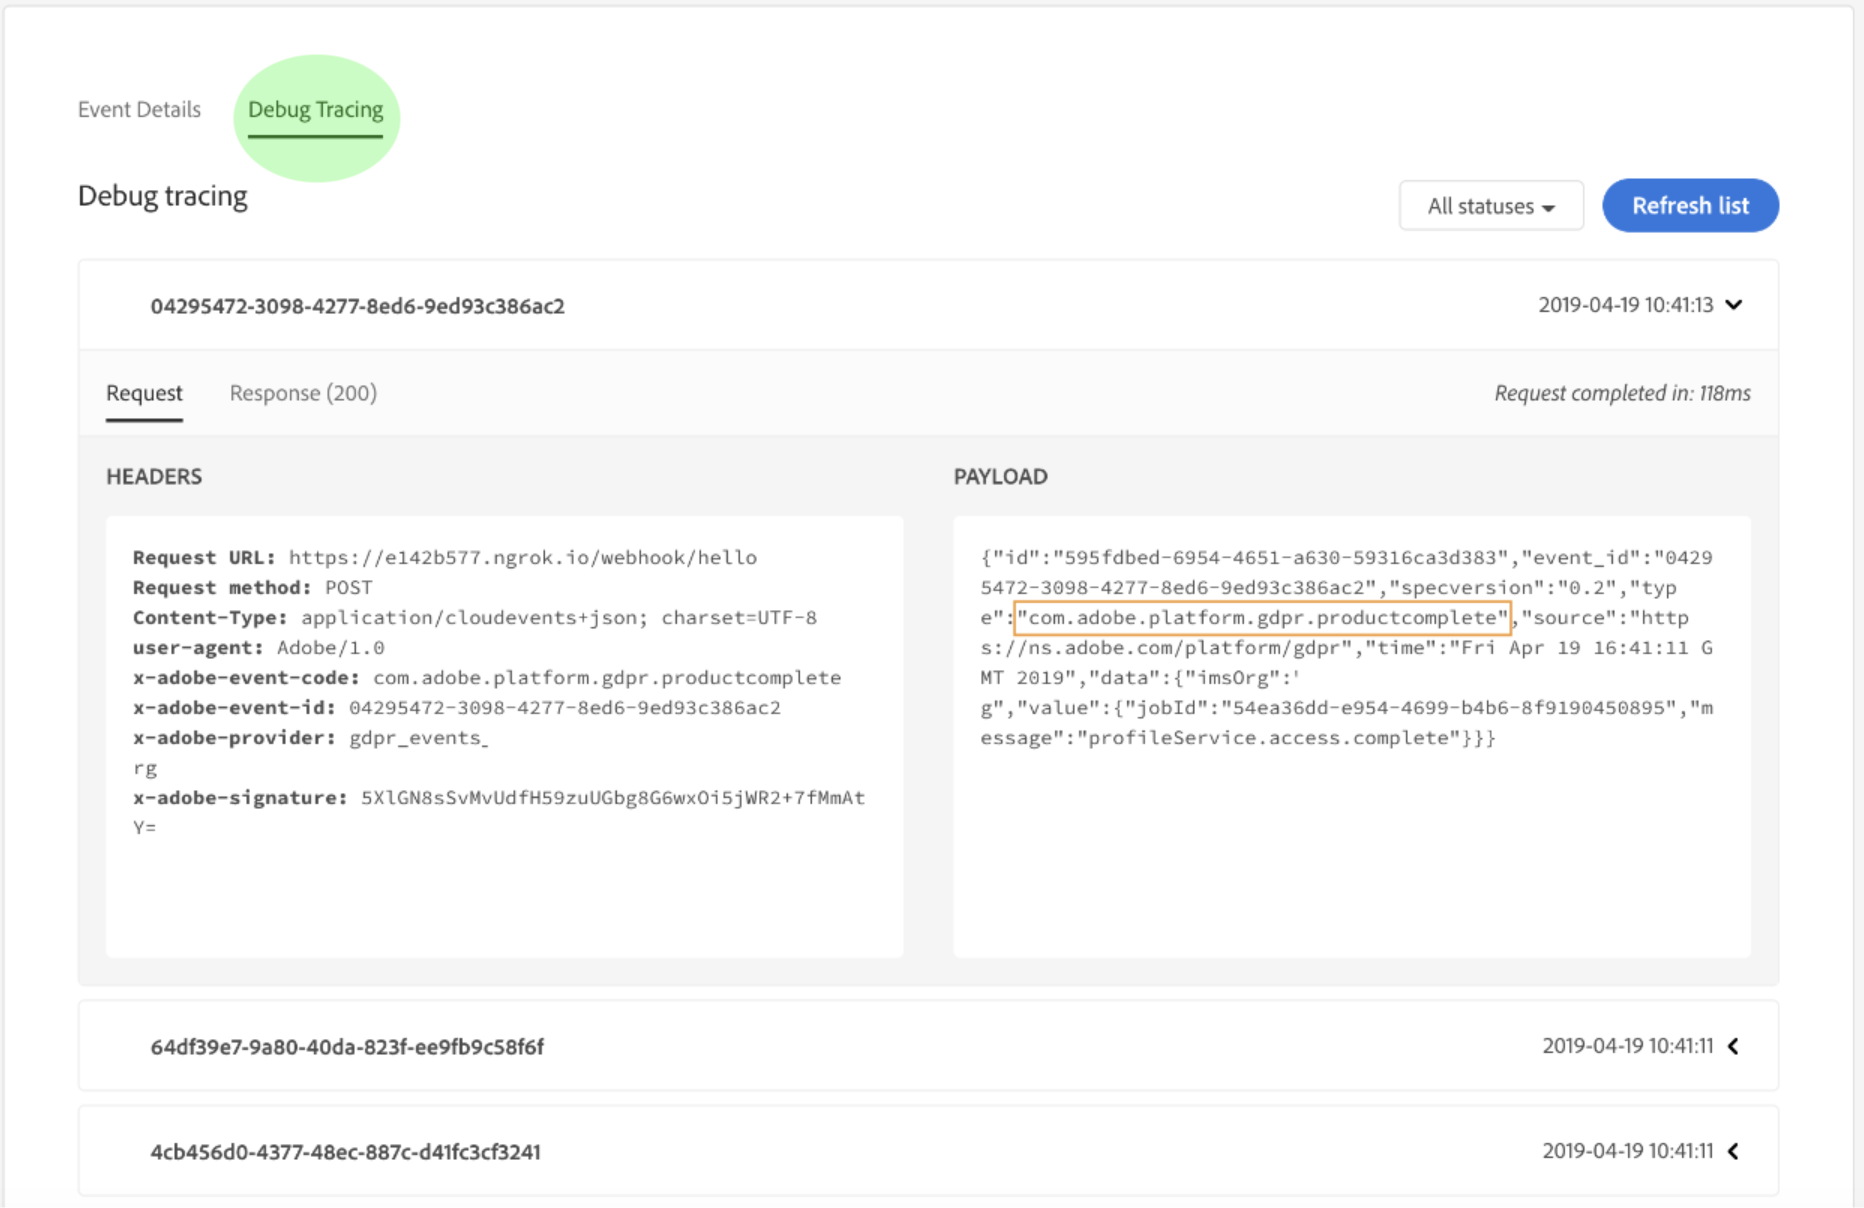 Event Details Debug Tracing
Debug tracing
All statuses Refresh list
04295472-3098-4277-8ed6-9ed93c386ac2 2019-04-19 10:41:13
Request Response (200) Request completed in: 118ms
HEADERS
Request URL: https://e142b577.ngrok.io/webhook/hello
Request method: POST
Content-Type: application/cloudevents+json; charset=UTF-8
user-agent: Adobe/1.0
x-adobe-event-code: com.adobe.platform.gdpr.productcomplete
x-adobe-event-id: 04295472-3098-4277-8ed6-9ed93c386ac2
x-adobe-provider: gdpr_events_
rg
x-adobe-signature: 5XlGN8sSvMvUdfH59zuUGbg8G6wxOi5jWR2+7fMmAt
Y=
PAYLOAD
{"id":"595fdbed-6954-4651-a630-59316ca3d383","event_id":"0429
5472-3098-4277-8ed6-9ed93c386ac2","specversion":"0.2","typ
e":"com.adobe.platform.gdpr.productcomplete","source":"http
s://ns.adobe.com/platform/gdpr","time":"Fri Apr 19 16:41:11 G
MT 2019","data":{"imsOrg":'
g","value":{"jobId":"54ea36dd-e954-4699-b4b6-8f9190450895","m
essage":"profileService.access.complete"}}}
64df39e7-9a80-40da-823f-ee9fb9c58f6f 2019-04-19 10:41:11
4cb456d0-4377-48ec-887c-d41fc3cf3241 2019-04-19 10:41:11